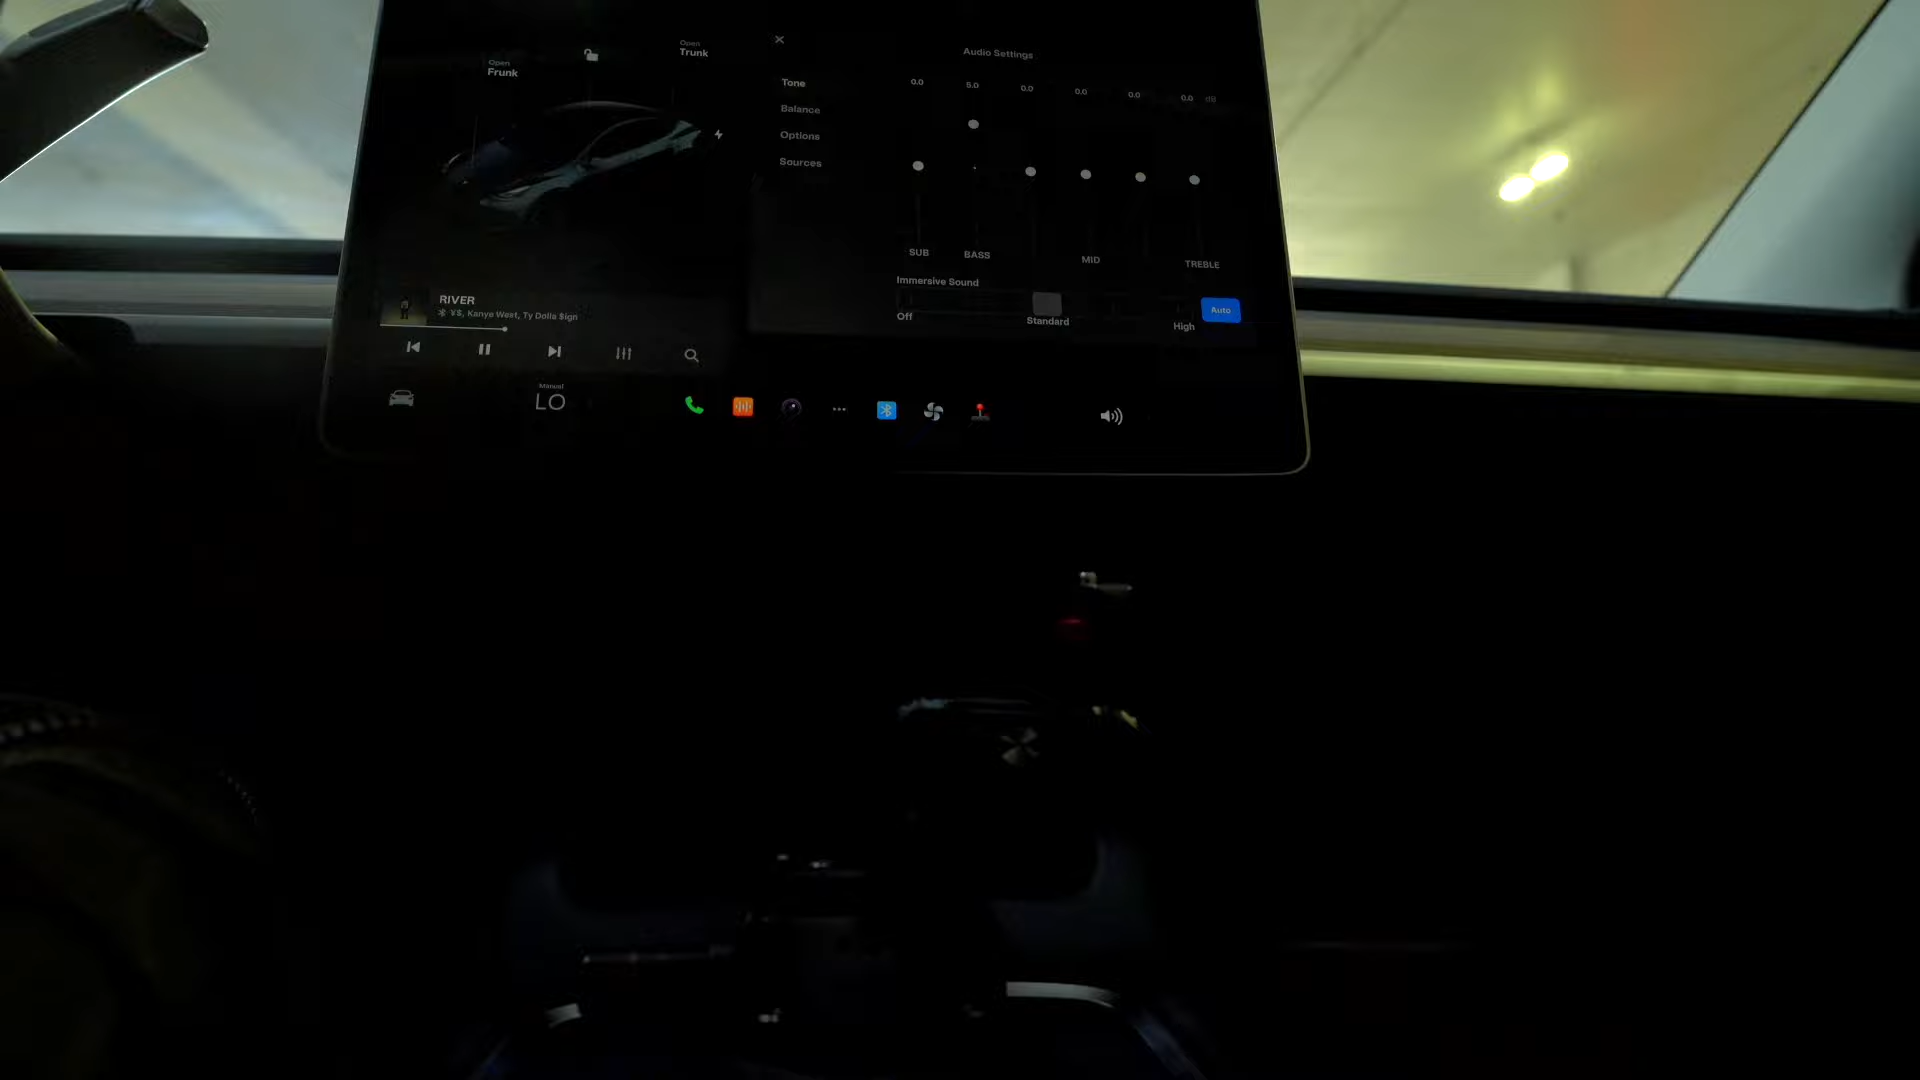 Open
Frunk
Open
Trunk
Audio Settings
Tone
Balance
Options
Sources
0.0 5.0 0.0 0.0 0.0 0.0 dB
SUB BASS MID TREBLE
Immersive Sound
Off Standard High Auto
RIVER
¥$, Kanye West, Ty Dolla $ign
Manual
LO